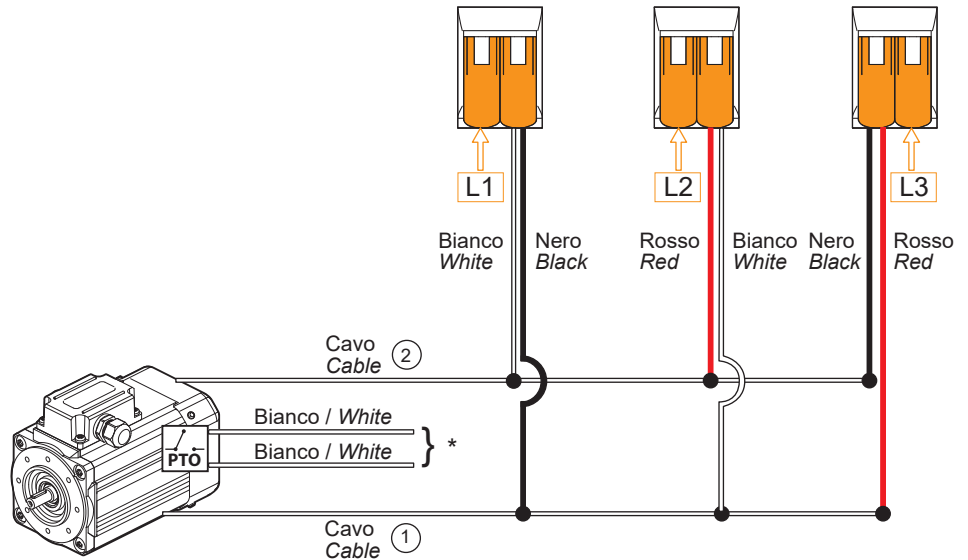 L1
L2
L3
Bianco
White
Nero
Black
Rosso
Red
Bianco
White
Nero
Black
Rosso
Red
Cavo
Cable 2
Bianco / White
Bianco / White
} *
PTO
Cavo
Cable 1